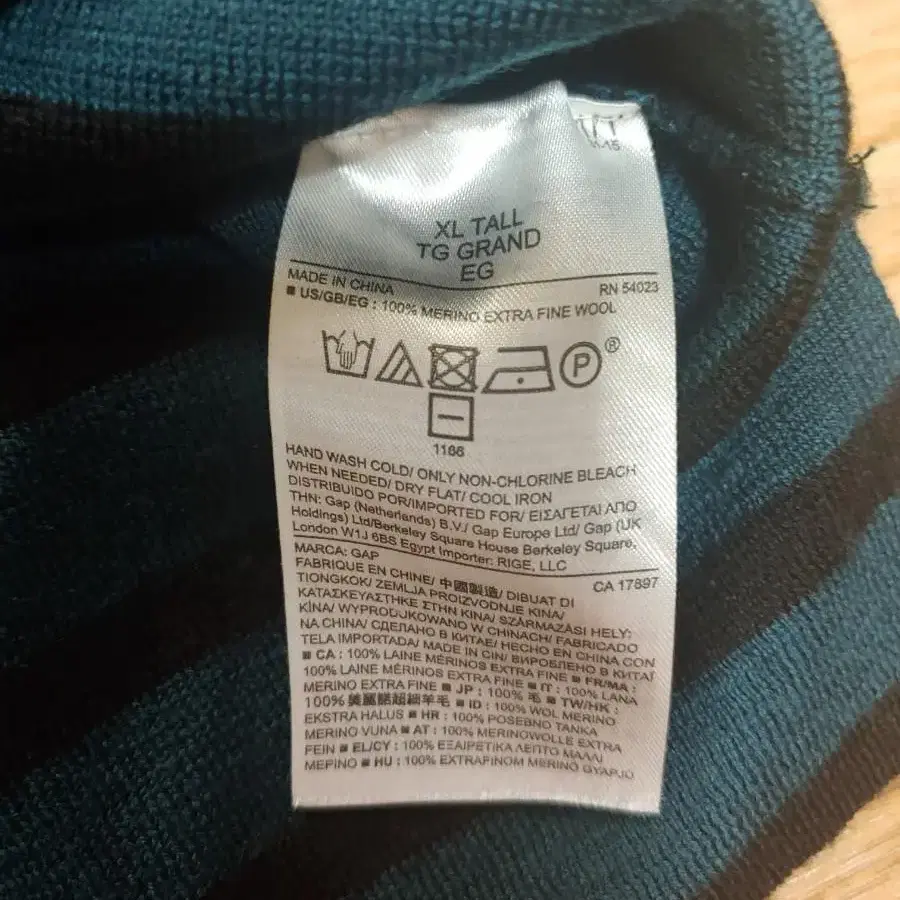 XL TALL
TG GRAND
EG
MADE IN CHINA RN 54023
■ US/GB/EG : 100% MERINO EXTRA FINE WOOL
P ®
1166
HAND WASH COLD/ ONLY NON-CHLORINE BLEACH
WHEN NEEDED/ DRY FLAT/ COOL IRON
DISTRIBUIDO POR/IMPORTED FOR/ ΕΙΣΑΓΕΤΑΙ ΑΠΟ
THN: Gap (Netherlands) B.V./ Gap Europe Ltd/ Gap (UK
Holdings) Ltd/Berkeley Square House Berkeley Square,
London W1J 6BS Egypt Importer: RIGE, LLC
MARCA: GAP CA 17897
FABRIQUE EN CHINE/ 中國製造/ DIBUAT DI
TIONGKOK/ ZEMLJA PROIZVODNJE KINA/
ΚΑΤΑΣΚΕΥΑΣΤΗΚΕ ΣΤΗΝ ΚΙΝΑ/ SZÁRMAZÁSI HELY:
KÍNA/ WYPRODUKOWANO W CHINACH/ FABRICADO
NA CHINA/ СДЕЛАНО В КИТАЕ/ HECHO EN CHINA CON
TELA IMPORTADA/ MADE IN CIN/ ВИРОБЛЕНО В КИТАЇ
■ CA : 100% LAINE MÉRINOS EXTRA FINE ■ FR/MA :
100% LAINE MÉRINOS EXTRA FINE ■ IT : 100% LANA
MERINO EXTRA FINE ■ JP : 100% 毛 ■ TW/HK :
100% 美麗諾超細羊毛 ■ ID : 100% WOL MERINO
EKSTRA HALUS ■ HR : 100% POSEBNO TANKA
MERINO VUNA ■ AT : 100% MERINOWOLLE EXTRA
FEIN ■ EL/CY : 100% ΕΞΑΙΡΕΤΙΚΑ ΛΕΠΤΟ ΜΑΛΛΙ
ΜΕΡΙΝΟ ■ HU : 100% EXTRAFINOM MERINÓ GYAPJÚ